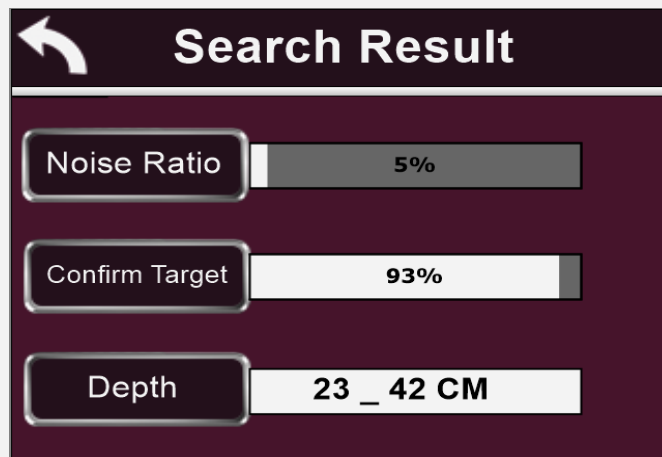 Search Result
Noise Ratio 5%
Confirm Target 93%
Depth 23 _ 42 CM